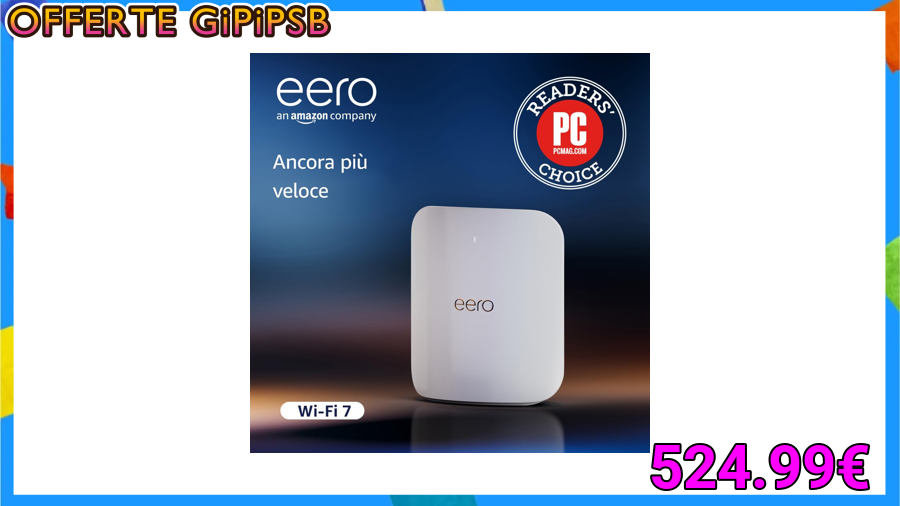 OFFERTE GiPiPSB
eero
an amazon company
Ancora più
veloce
READERS'
PC
PCMAG.COM
CHOICE
eero
Wi-Fi 7
524.99€